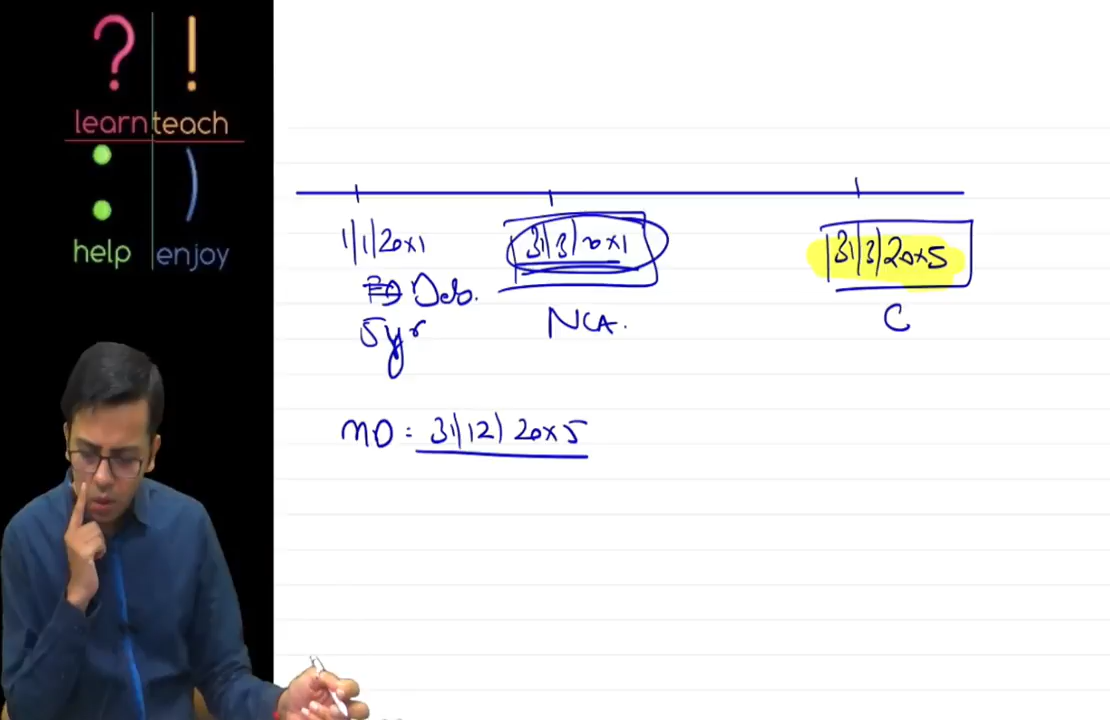 ? !
learn teach
help enjoy
1|1|20x1
31|3|20x1
31|3|20x5
Deb.
5yr
NCA.
C
MD = 31|12|20x5